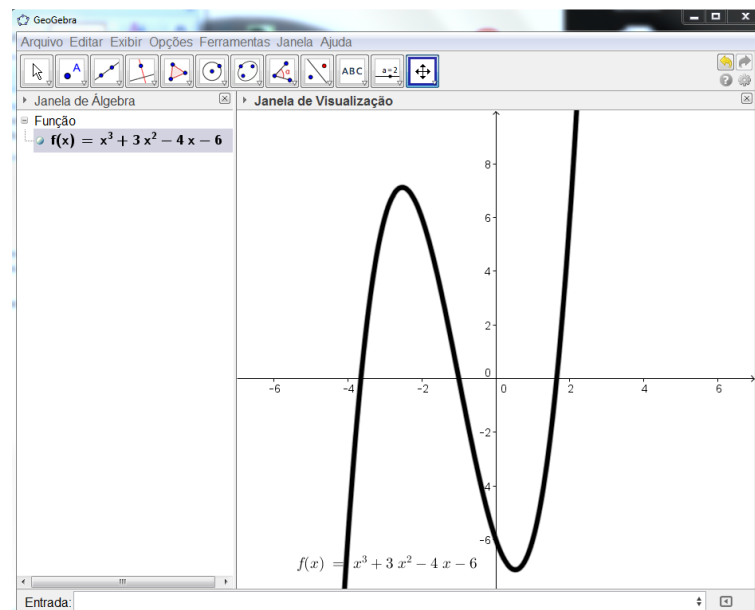 GeoGebra
Arquivo Editar Exibir Opções Ferramentas Janela Ajuda
A
α
ABC
a=2
Janela de Álgebra
Janela de Visualização
Função
f(x) = x³ + 3 x² − 4 x − 6
8
6
4
2
0
-6 -4 -2 0 2 4 6
-2
-4
-6
f(x) = x³ + 3 x² − 4 x − 6
Entrada: